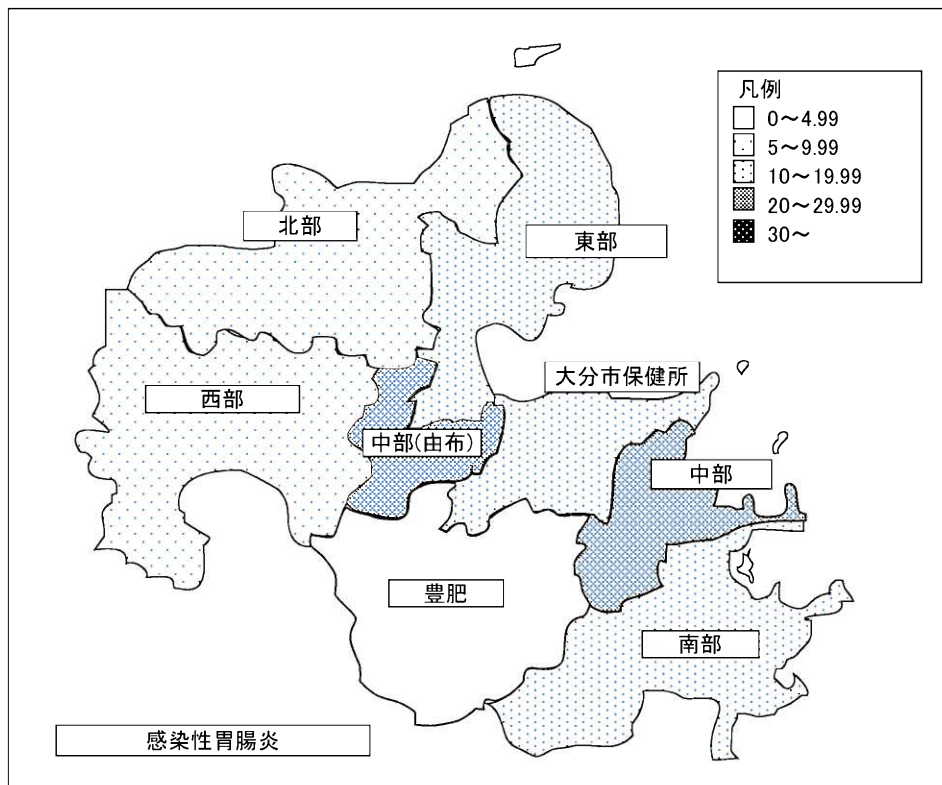 凡例
0～4.99
5～9.99
10～19.99
20～29.99
30～
北部
東部
大分市保健所
西部
中部(由布)
中部
豊肥
南部
感染性胃腸炎